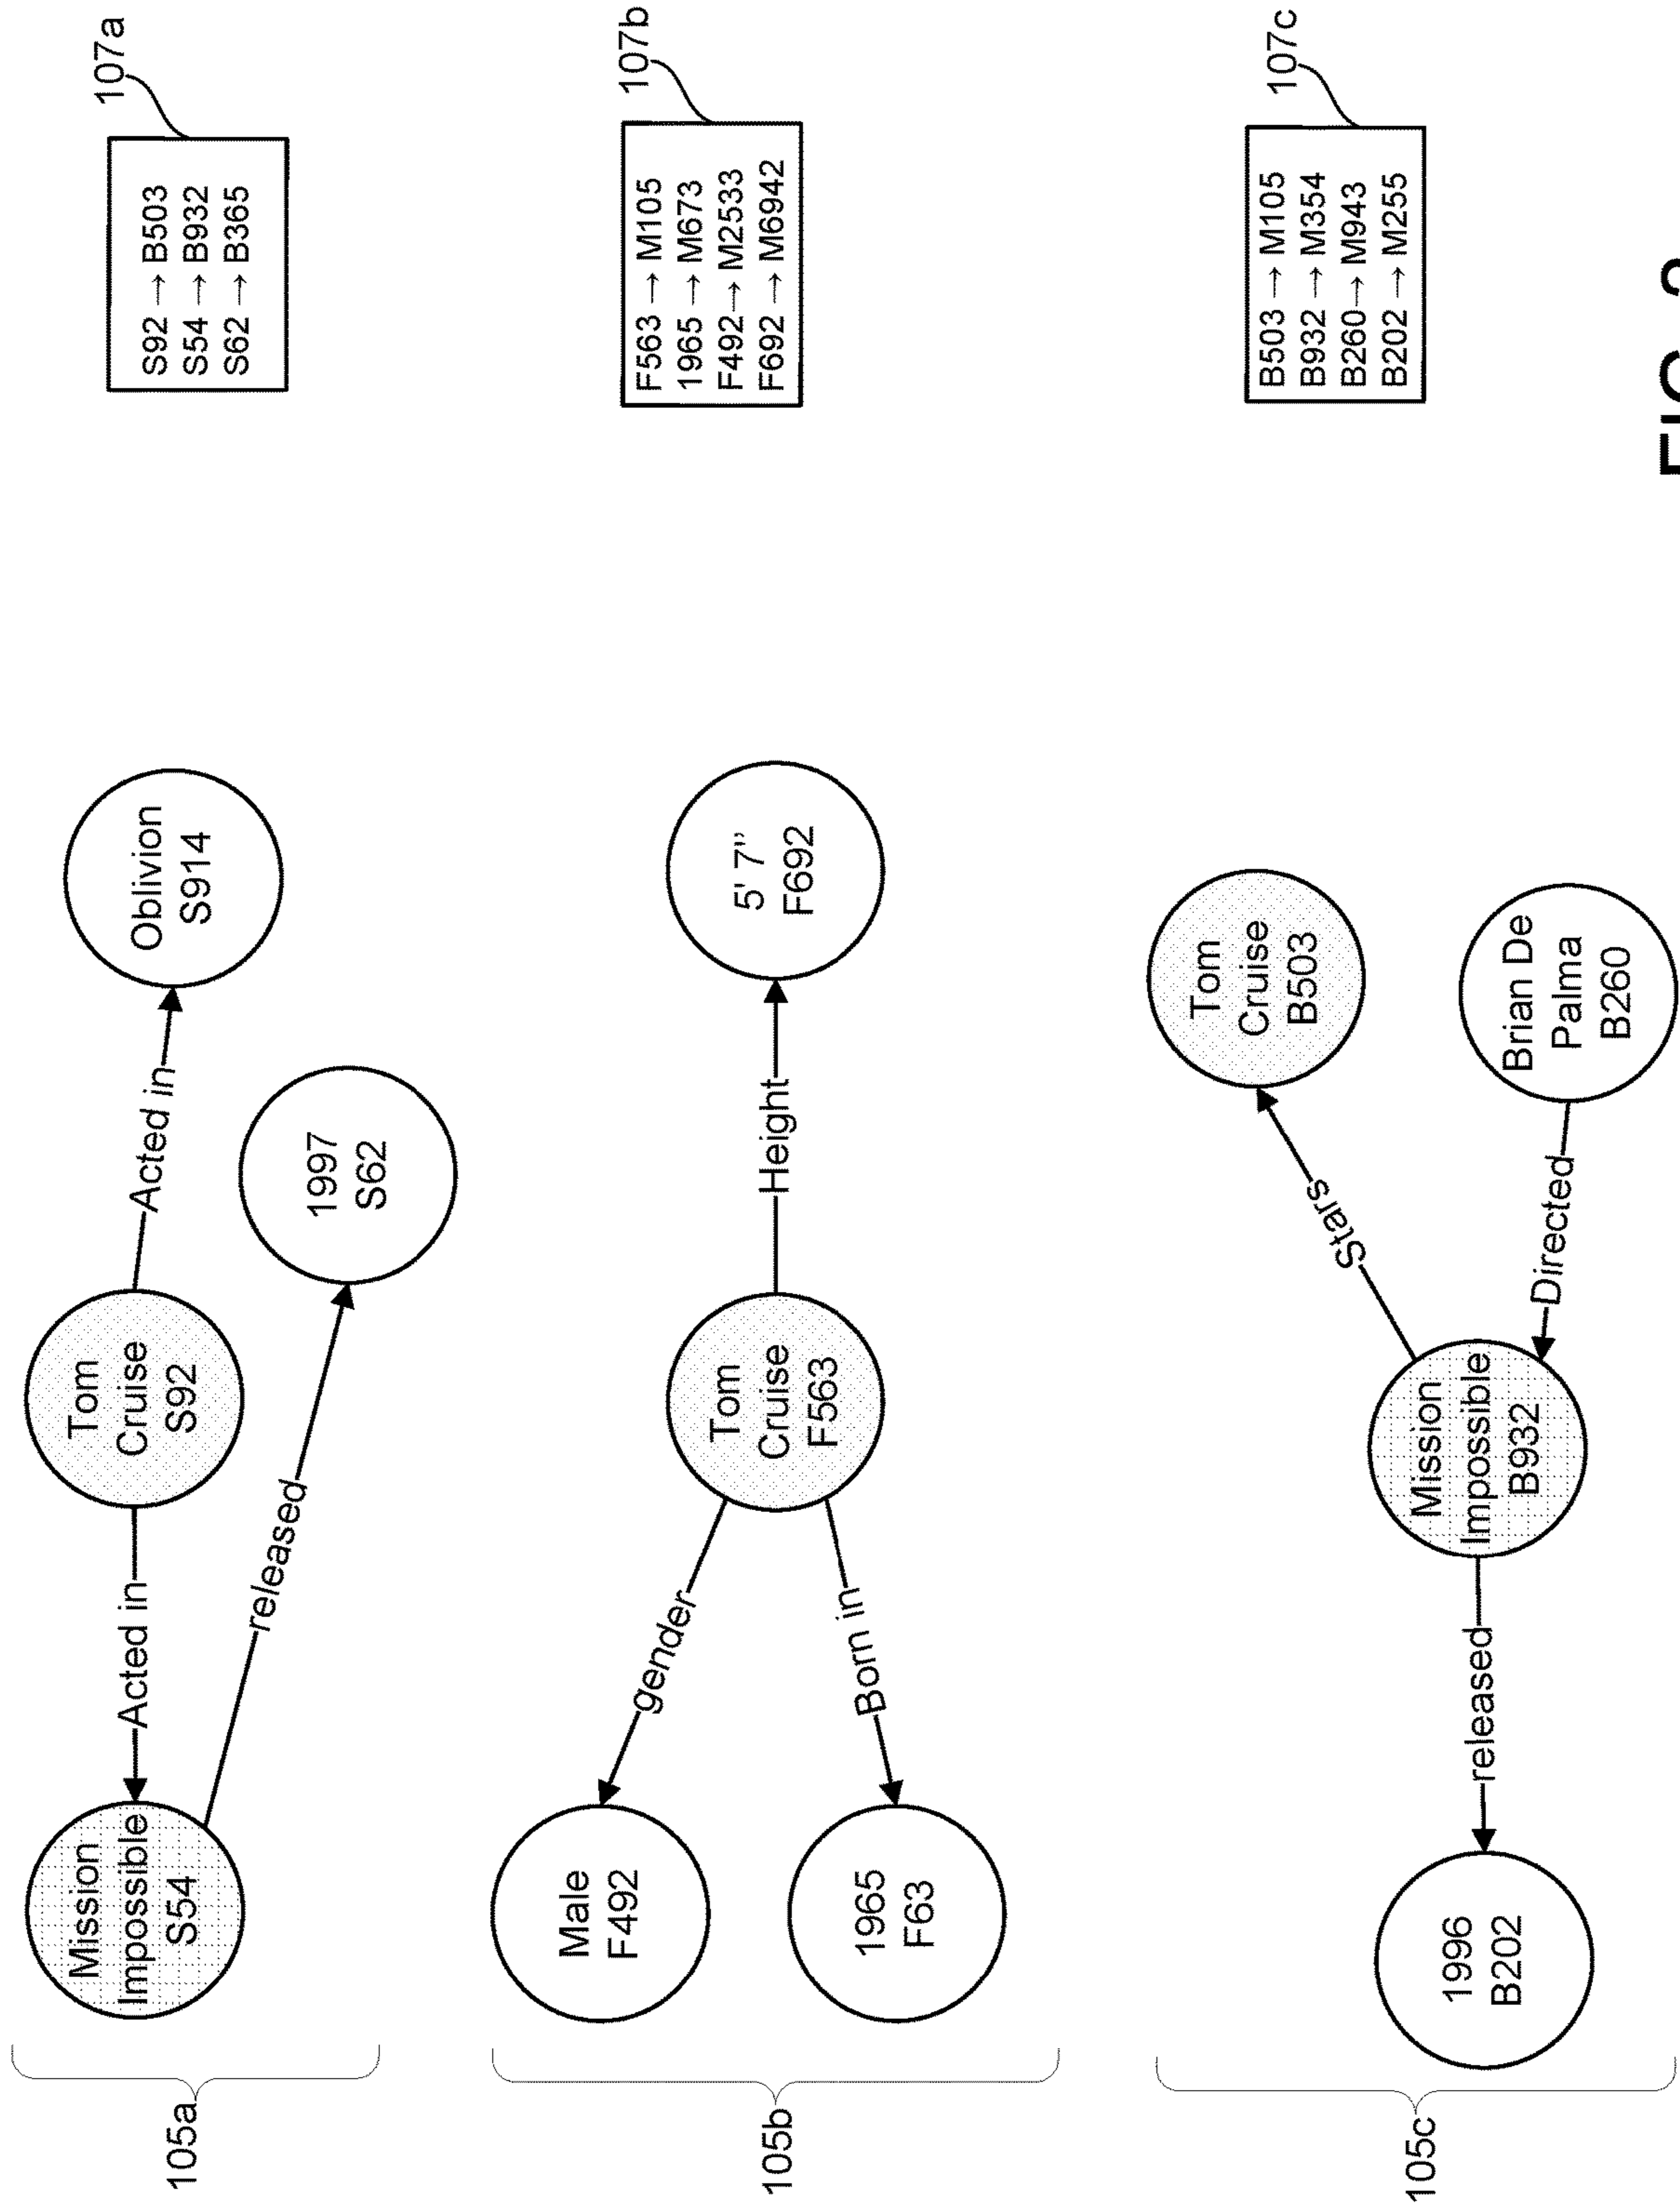 105a
Mission
Impossible
S54
Acted in
Tom
Cruise
S92
Acted in
Oblivion
S914
released
1997
S62
S92 → B503
S54 → B932
S62 → B365
107a
105b
Male
F492
gender
1965
F63
Born in
Tom
Cruise
F563
Height
5' 7"
F692
F563 → M105
1965 → M673
F492 → M2533
F692 → M6942
107b
105c
1996
B202
released
Mission
Impossible
B932
Stars
Tom
Cruise
B503
Directed
Brian De
Palma
B260
B503 → M105
B932 → M354
B260 → M943
B202 → M255
107c
FIG.